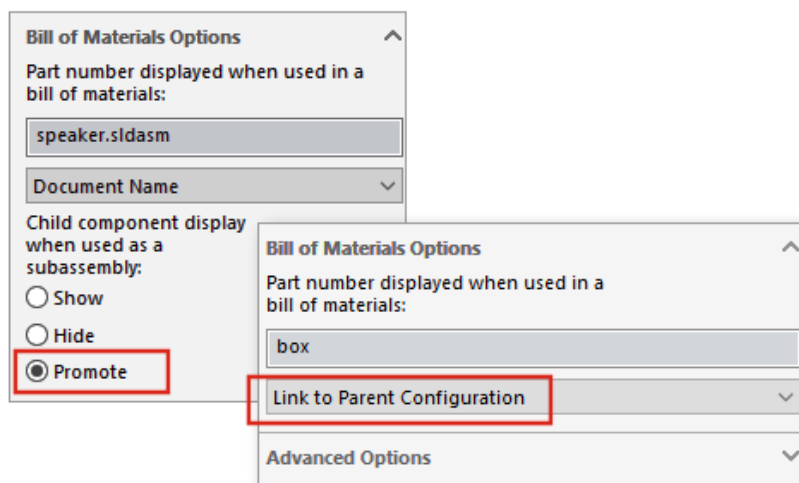 Bill of Materials Options
Part number displayed when used in a
bill of materials:
speaker.sldasm
Document Name
Child component display
when used as a
subassembly:
Show
Hide
Promote
Bill of Materials Options
Part number displayed when used in a
bill of materials:
box
Link to Parent Configuration
Advanced Options